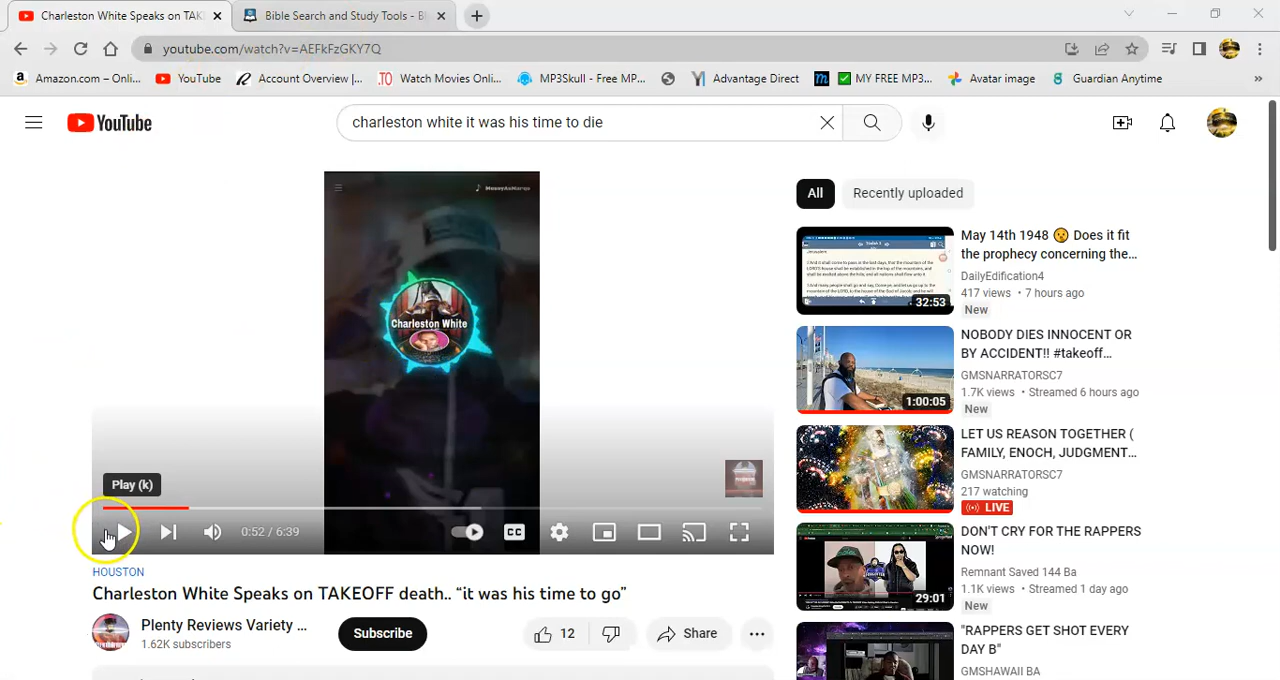 Charleston White Speaks on TAK
Bible Search and Study Tools - Bl
youtube.com/watch?v=AEFkFzGKY7Q
Amazon.com – Onli...
YouTube
Account Overview |...
.TO Watch Movies Onli...
MP3Skull - Free MP...
Advantage Direct
m
MY FREE MP3...
Avatar image
Guardian Anytime
»
YouTube
charleston white it was his time to die
All
Recently uploaded
Charleston White
Play (k)
0:52 / 6:39
CC
HOUSTON
Charleston White Speaks on TAKEOFF death.. “it was his time to go”
Plenty Reviews Variety ...
1.62K subscribers
Subscribe
12
Share
May 14th 1948 😯 Does it fit
the prophecy concerning the...
DailyEdification4
417 views • 7 hours ago
New
32:53
NOBODY DIES INNOCENT OR
BY ACCIDENT!! #takeoff...
GMSNARRATORSC7
1.7K views • Streamed 6 hours ago
New
1:00:05
LET US REASON TOGETHER (
FAMILY, ENOCH, JUDGMENT...
GMSNARRATORSC7
217 watching
LIVE
DON'T CRY FOR THE RAPPERS
NOW!
Remnant Saved 144 Ba
1.1K views • Streamed 1 day ago
New
29:01
"RAPPERS GET SHOT EVERY
DAY B"
GMSHAWAII BA